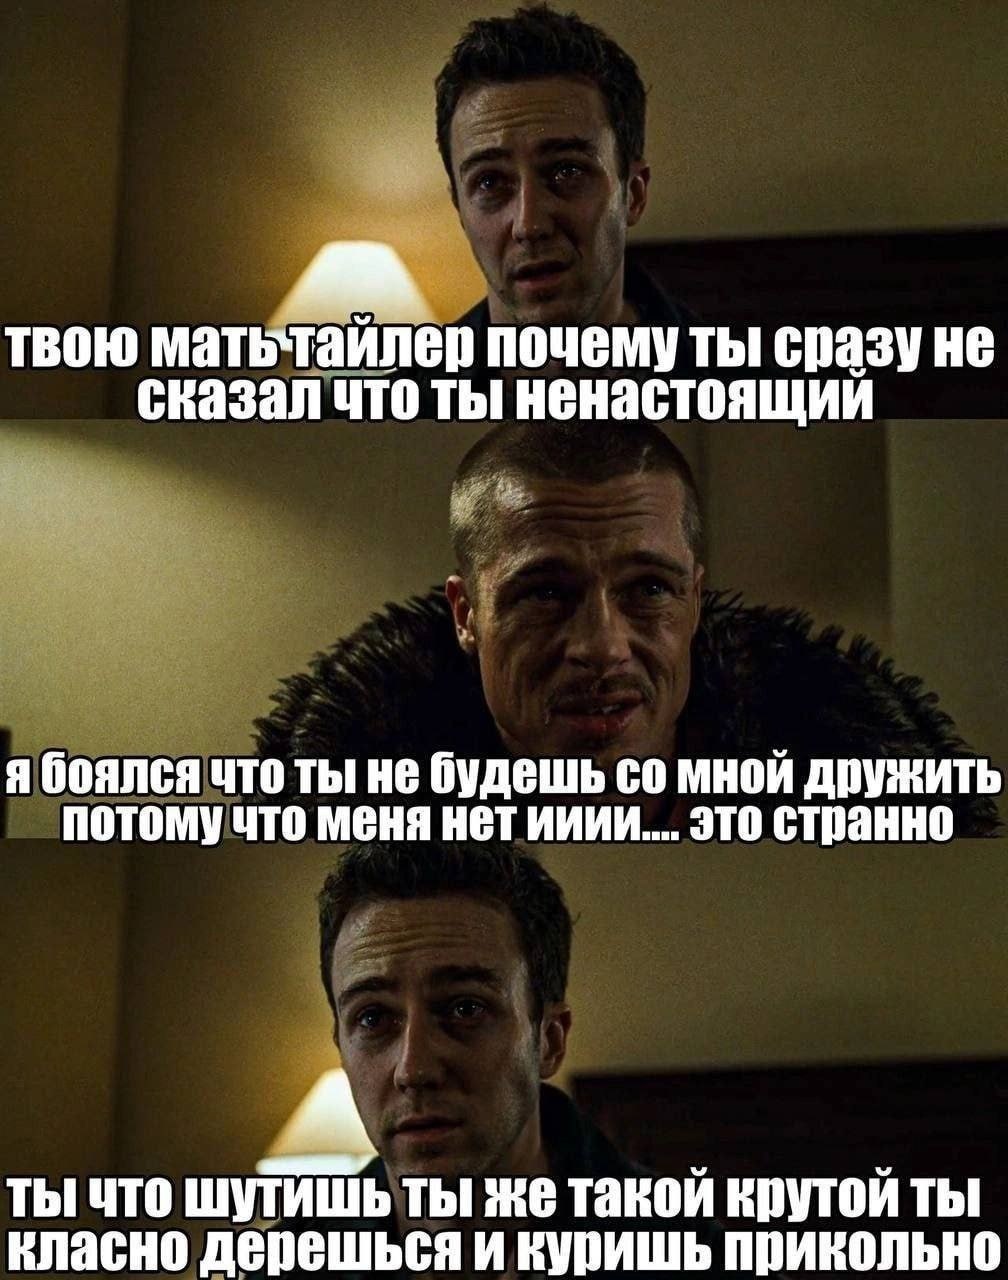 твою мать тайлер почему ты сразу не
сказал что ты ненастоящий
я боялся что ты не будешь со мной дружить
потому что меня нет ииии.... это странно
ты что шутишь ты же такой крутой ты
класно дерешься и куришь прикольно